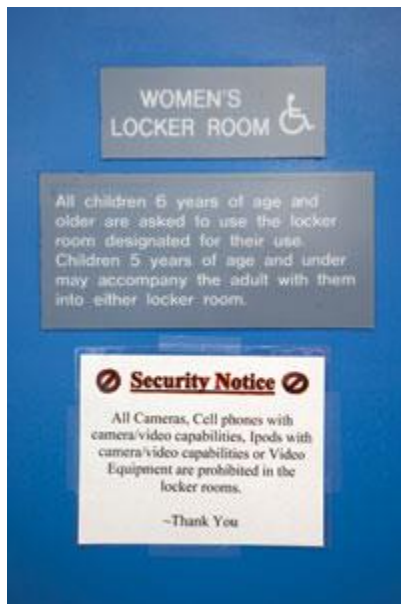 WOMEN'S
LOCKER ROOM
All children 6 years of age and
older are asked to use the locker
room designated for their use.
Children 5 years of age and under
may accompany the adult with them
into either locker room.
Security Notice
All Cameras, Cell phones with
camera/video capabilities, Ipods with
camera/video capabilities or Video
Equipment are prohibited in the
locker rooms.
~Thank You